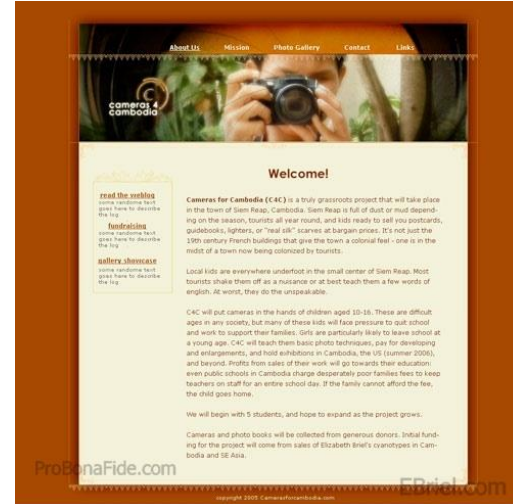 About Us Mission Photo Gallery Contact Links
cameras 4
cambodia
Welcome!
read the weblog
some randome text
goes here to describe
the log
fundraising
some randome text
goes here to describe
the log
gallery showcase
some randome text
goes here to describe
the log
Cameras for Cambodia (C4C) is a truly grassroots project that will take place
in the town of Siem Reap, Cambodia. Siem Reap is full of dust or mud depend-
ing on the season, tourists all year round, and kids ready to sell you postcards,
guidebooks, lighters, or "real silk" scarves at bargain prices. It's not just the
19th century French buildings that give the town a colonial feel - one is in the
midst of a town now being colonized by tourists.
Local kids are everywhere underfoot in the small center of Siem Reap. Most
tourists shake them off as a nuisance or at best teach them a few words of
english. At worst, they do the unspeakable.
C4C will put cameras in the hands of children aged 10-16. These are difficult
ages in any society, but many of these kids will face pressure to quit school
and work to support their families. Girls are particularly likely to leave school at
a young age. C4C will teach them basic photo techniques, pay for developing
and enlargements, and hold exhibitions in Cambodia, the US (summer 2006),
and beyond. Profits from sales of their work will go towards their education:
even public schools in Cambodia charge desperately poor families fees to keep
teachers on staff for an entire school day. If the family cannot afford the fee,
the child goes home.
We will begin with 5 students, and hope to expand as the project grows.
Cameras and photo books will be collected from generous donors. Initial fund-
ing for the project will come from sales of Elizabeth Briel's cyanotypes in Cam-
bodia and SE Asia.
ProBonaFide.com
EBriel.com
copyright 2005 Camerasforcambodia.com